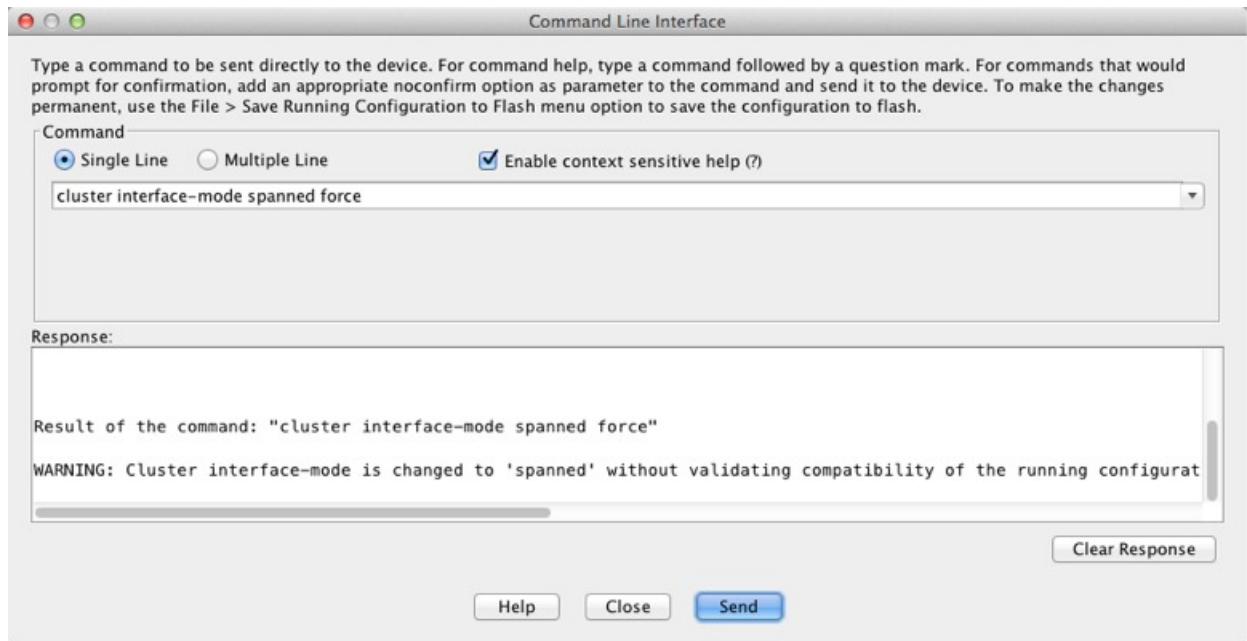 Command Line Interface
Type a command to be sent directly to the device. For command help, type a command followed by a question mark. For commands that would
prompt for confirmation, add an appropriate noconfirm option as parameter to the command and send it to the device. To make the changes
permanent, use the File > Save Running Configuration to Flash menu option to save the configuration to flash.
Command
Single Line Multiple Line Enable context sensitive help (?)
cluster interface-mode spanned force
Response:
Result of the command: "cluster interface-mode spanned force"
WARNING: Cluster interface-mode is changed to 'spanned' without validating compatibility of the running configurat
Clear Response
Help Close Send